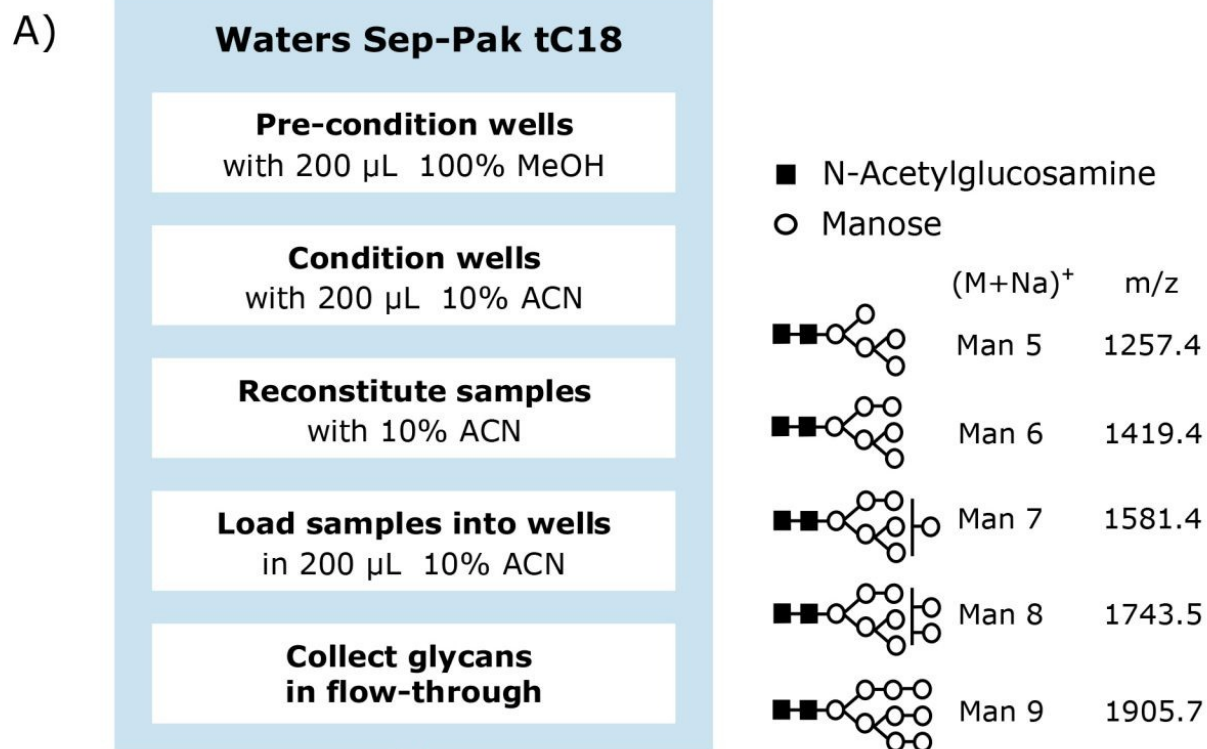 A)
Waters Sep-Pak tC18
Pre-condition wells
with 200 µL 100% MeOH
Condition wells
with 200 µL 10% ACN
Reconstitute samples
with 10% ACN
Load samples into wells
in 200 µL 10% ACN
Collect glycans
in flow-through
N-Acetylglucosamine
Manose
(M+Na)+ m/z
Man 5 1257.4
Man 6 1419.4
Man 7 1581.4
Man 8 1743.5
Man 9 1905.7